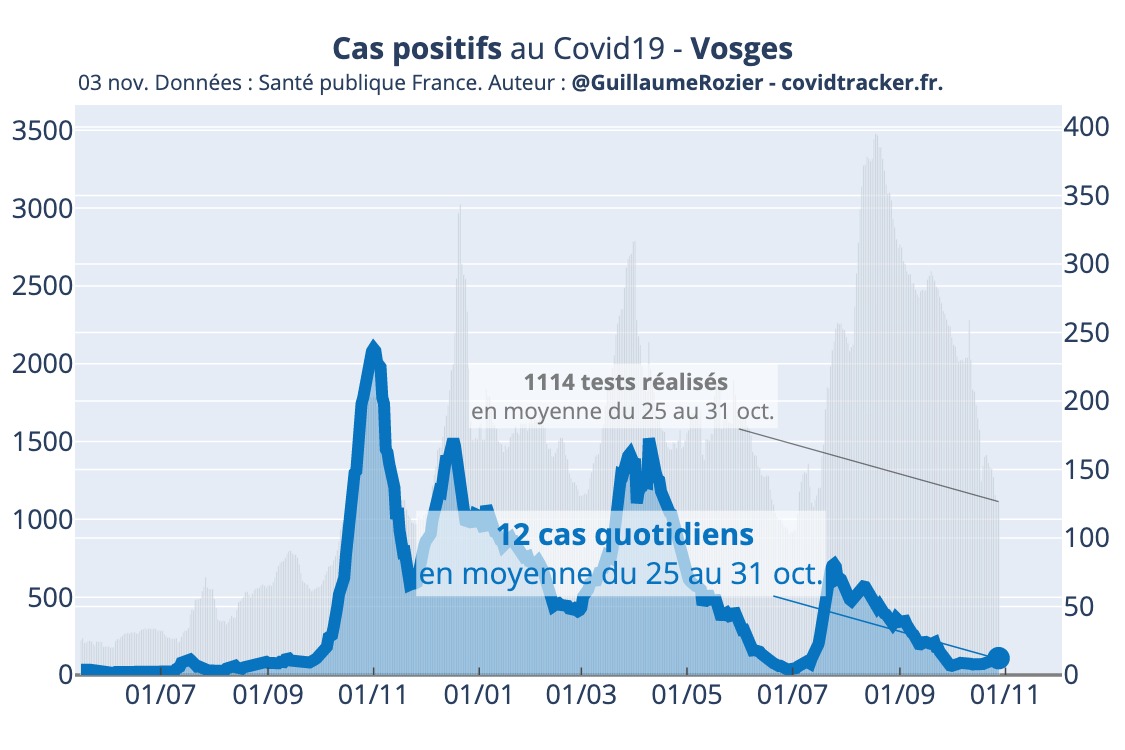 Cas positifs au Covid19 - Vosges
03 nov. Données : Santé publique France. Auteur : @GuillaumeRozier - covidtracker.fr.
3500
3000
2500
2000
1500
1000
500
0
400
350
300
250
200
150
100
50
0
1114 tests réalisés
en moyenne du 25 au 31 oct.
12 cas quotidiens
en moyenne du 25 au 31 oct.
01/07 01/09 01/11 01/01 01/03 01/05 01/07 01/09 01/11